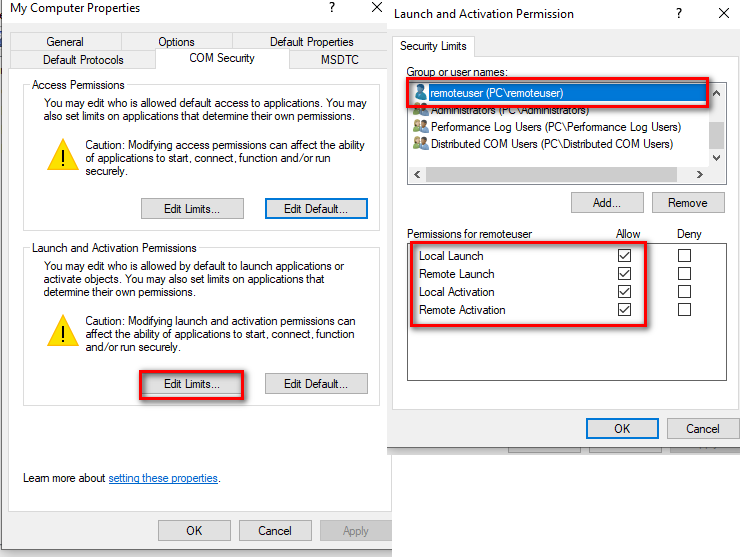 My Computer Properties
General
Options
Default Properties
Default Protocols
COM Security
MSDTC
Access Permissions
You may edit who is allowed default access to applications. You may
also set limits on applications that determine their own permissions.
Caution: Modifying access permissions can affect the ability
of applications to start, connect, function and/or run
securely.
Edit Limits...
Edit Default...
Launch and Activation Permissions
You may edit who is allowed by default to launch applications or
activate objects. You may also set limits on applications that
determine their own permissions.
Caution: Modifying launch and activation permissions can
affect the ability of applications to start, connect, function
and/or run securely.
Edit Limits...
Edit Default...
Learn more about setting these properties.
OK
Cancel
Apply
Launch and Activation Permission
Security Limits
Group or user names:
remoteuser (PC\remoteuser)
Administrators (PC\Administrators)
Performance Log Users (PC\Performance Log Users)
Distributed COM Users (PC\Distributed COM Users)
Add...
Remove
Permissions for remoteuser
Allow
Deny
Local Launch
Remote Launch
Local Activation
Remote Activation
OK
Cancel